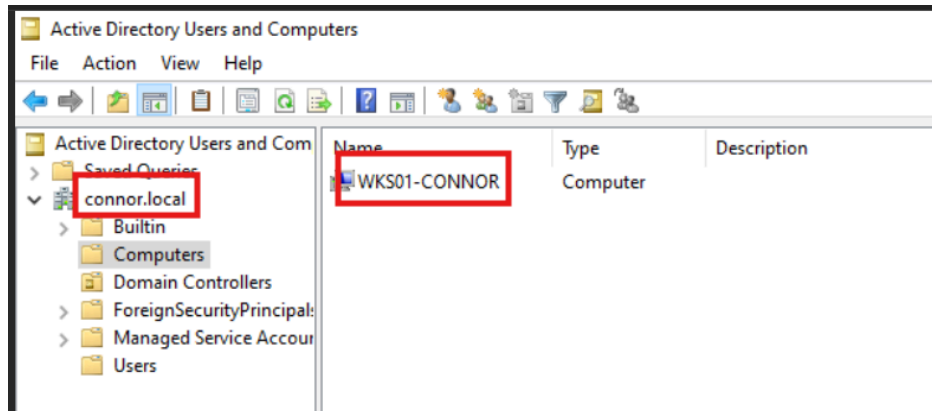 Active Directory Users and Computers
File Action View Help
Active Directory Users and Com
Name Type Description
Saved Queries
WKS01-CONNOR Computer
connor.local
Builtin
Computers
Domain Controllers
ForeignSecurityPrincipals
Managed Service Accour
Users